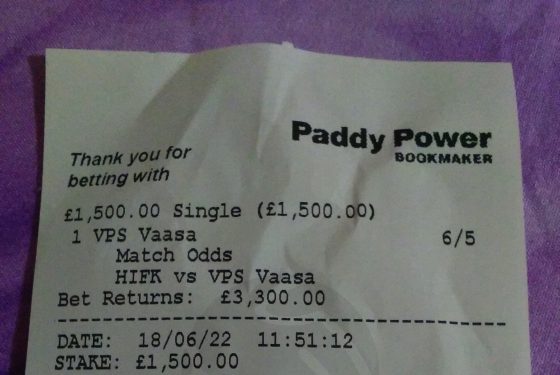 Paddy Power
BOOKMAKER
Thank you for
betting with
£1,500.00 Single (£1,500.00)
1 VPS Vaasa 6/5
Match Odds
HIFK vs VPS Vaasa
Bet Returns: £3,300.00
--------------------------------
DATE: 18/06/22 11:51:12
STAKE: £1,500.00